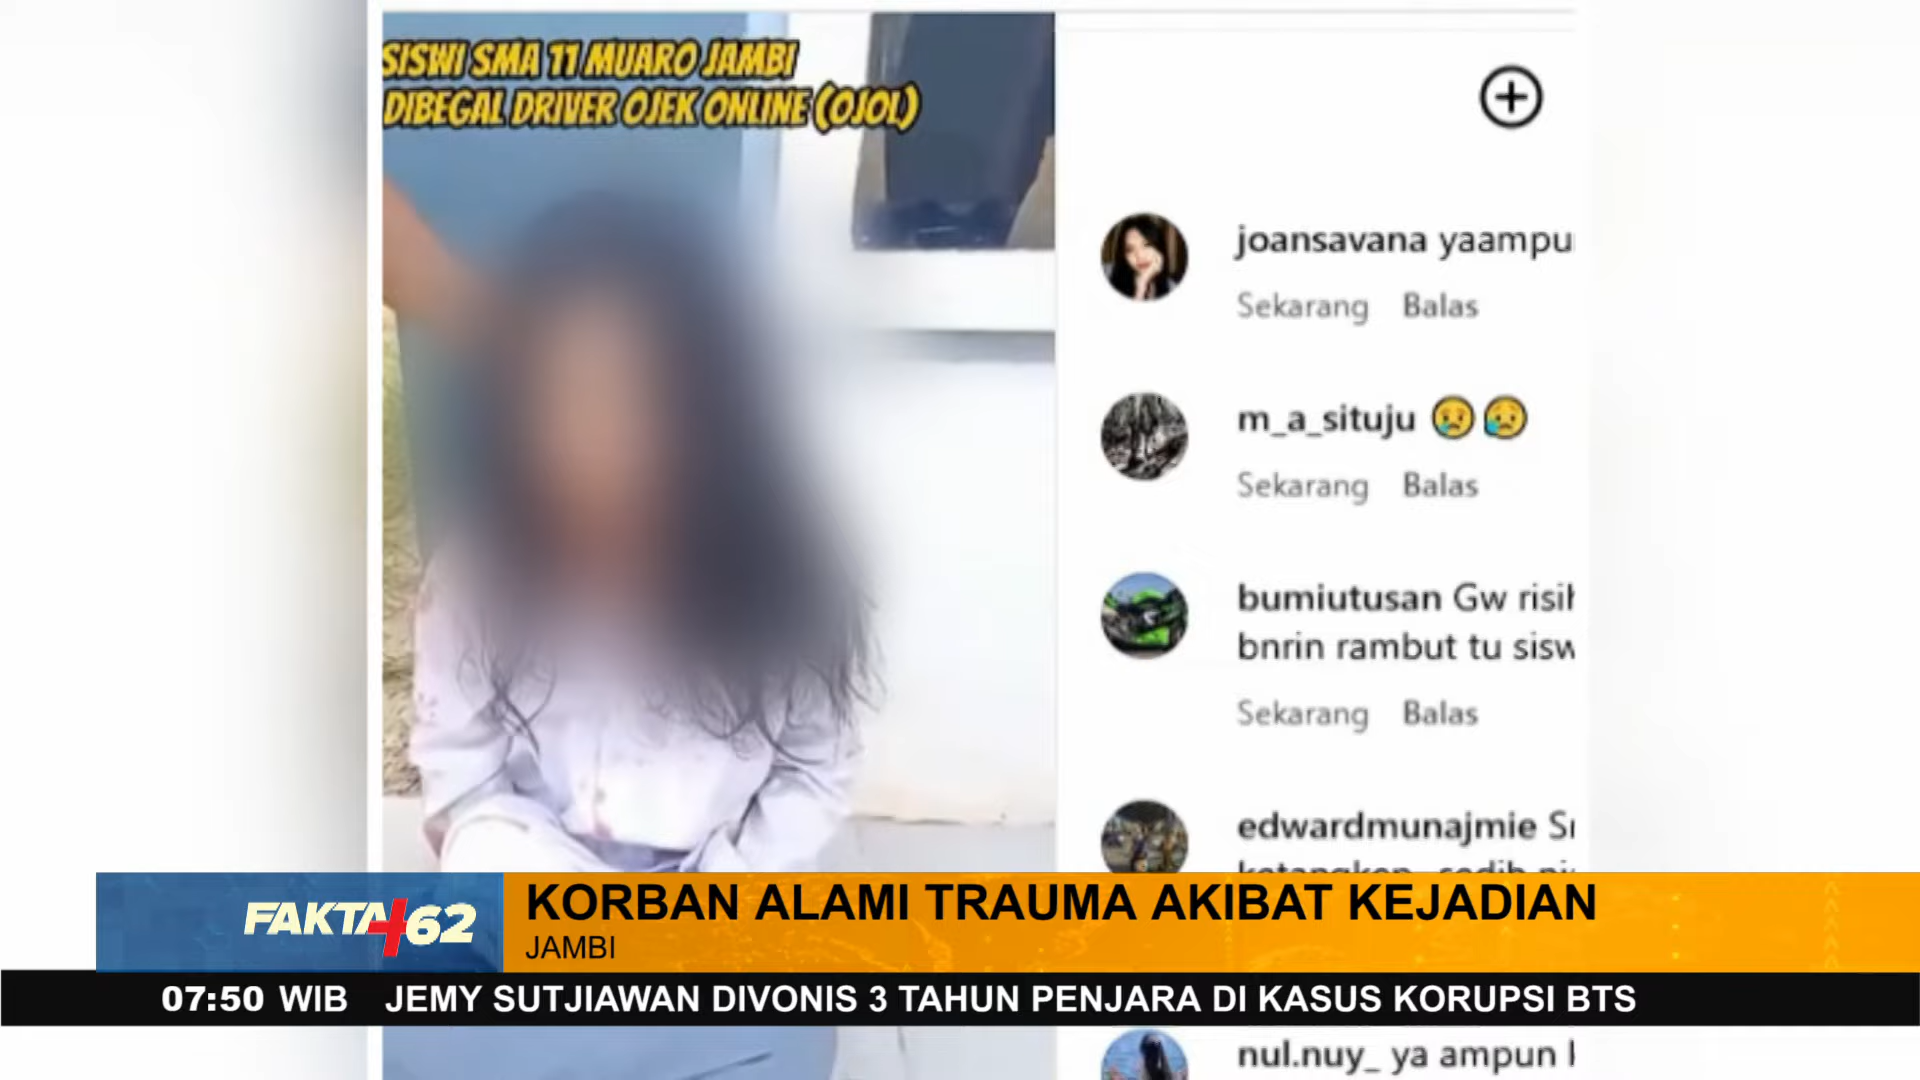 SISWI SMA 11 MUARO JAMBI
DIBEGAL DRIVER OJEK ONLINE (OJOL)
joansavana yaampu
Sekarang Balas
m_a_situju 😢😥
Sekarang Balas
bumiutusan Gw risih
bnrin rambut tu sisw
Sekarang Balas
edwardmunajmie
FAKTA+62
KORBAN ALAMI TRAUMA AKIBAT KEJADIAN
JAMBI
07:50 WIB JEMY SUTJIAWAN DIVONIS 3 TAHUN PENJARA DI KASUS KORUPSI BTS
nul.nuy_ ya ampun